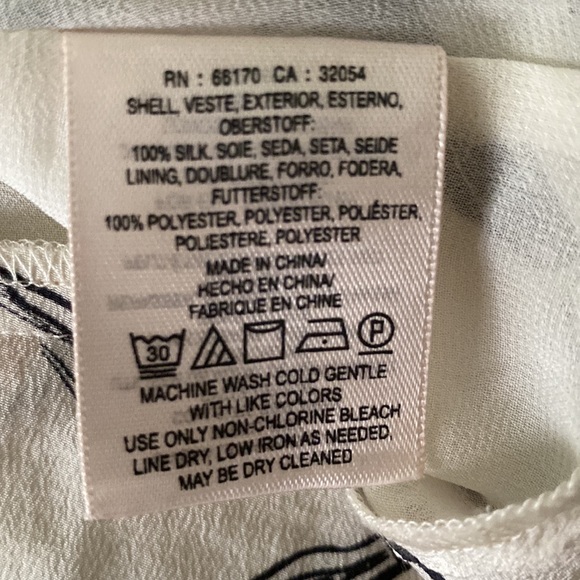 RN : 66170 CA : 32054
SHELL, VESTE, EXTERIOR, ESTERNO,
OBERSTOFF:
100% SILK. SOIE, SEDA, SETA, SEIDE
LINING, DOUBLURE, FORRO, FODERA,
FUTTERSTOFF:
100% POLYESTER, POLYESTER, POLIÉSTER,
POLIESTERE, POLYESTER
MADE IN CHINA/
HECHO EN CHINA/
FABRIQUE EN CHINE
30 P
MACHINE WASH COLD GENTLE
WITH LIKE COLORS
USE ONLY NON-CHLORINE BLEACH
LINE DRY, LOW IRON AS NEEDED,
MAY BE DRY CLEANED